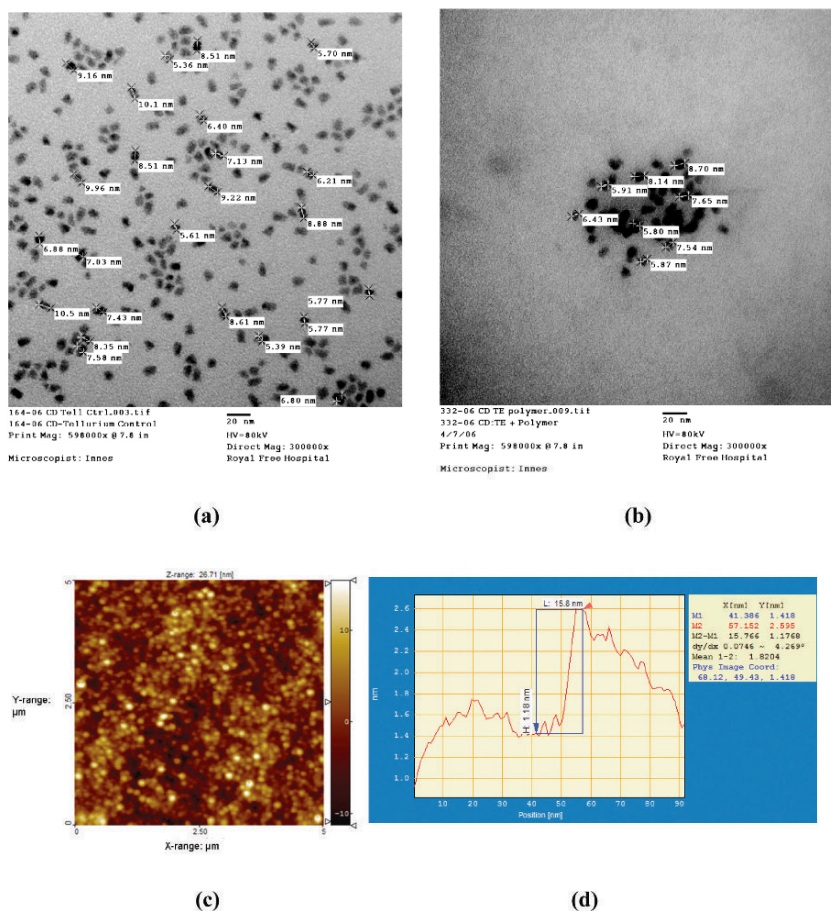 8.51 nm
5.70 nm
5.36 nm
9.16 nm
10.1 nm
6.40 nm
7.13 nm
8.51 nm
6.21 nm
9.96 nm
9.22 nm
8.88 nm
5.61 nm
6.88 nm
7.03 nm
5.77 nm
10.5 nm
7.43 nm
8.61 nm
5.77 nm
8.35 nm
5.39 nm
7.58 nm
6.80 nm
164-06 CD Tell Ctrl.003.tif
164-06 CD-Tellurium Control
Print Mag: 598000x @ 7.8 in
Microscopist: Innes
20 nm
HV=80kV
Direct Mag: 300000x
Royal Free Hospital
(a)
8.70 nm
8.14 nm
5.91 nm
7.65 nm
6.43 nm
5.80 nm
7.54 nm
5.87 nm
332-06 CD TE polymer.009.tif
332-06 CD:TE + Polymer
4/7/06
Print Mag: 598000x @ 7.8 in
Microscopist: Innes
20 nm
HV=80kV
Direct Mag: 300000x
Royal Free Hospital
(b)
Z-range: 26.71 [nm]
5
10
Y-range: 2.50
μm
0
-10
0
0 2.50 5
X-range: μm
(c)
L: 15.8 nm
H: 1.18 nm
2.6
2.4
2.2
2.0
1.8
1.6
1.4
1.2
1.0
nm
0 10 20 30 40 50 60 70 80 90
Position [nm]
X[nm] Y[nm]
M1 41.386 1.418
M2 57.152 2.595
M2-M1 15.766 1.1768
dy/dx 0.0746 ~ 4.269°
Mean 1-2: 1.8204
Phys Image Coord:
68.12, 49.43, 1.418
(d)